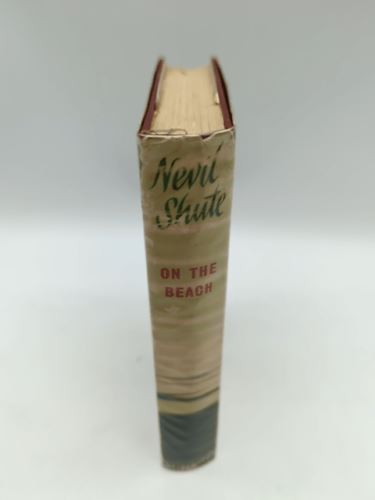 Nevil
Shute
ON THE
BEACH